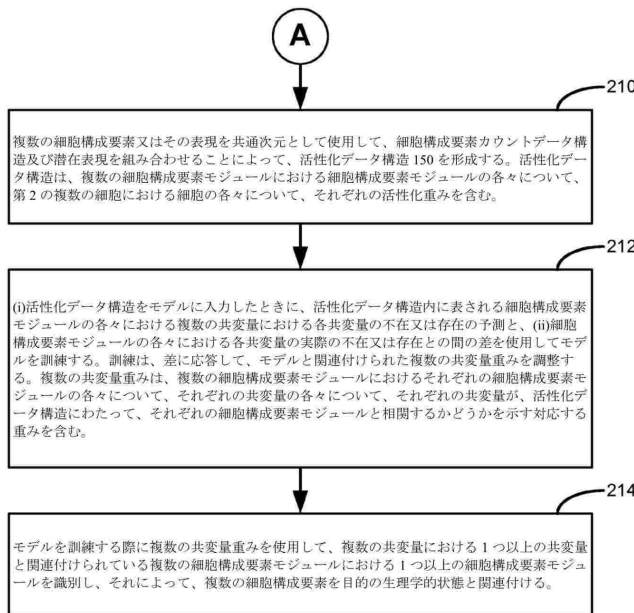 A
210
複数の細胞構成要素又はその表現を共通次元として使用して、細胞構成要素カウントデータ構
造及び潜在表現を組み合わせることによって、活性化データ構造150を形成する。活性化デー
タ構造は、複数の細胞構成要素モジュールにおける細胞構成要素モジュールの各々について、
第2の複数の細胞における細胞の各々について、それぞれの活性化重みを含む。
212
(i)活性化データ構造をモデルに入力したときに、活性化データ構造内に表される細胞構成要素
モジュールの各々における複数の共変量における各共変量の不在又は存在の予測と、(ii)細胞構
成要素モジュールの各々における各共変量の実際の不在又は存在との間の差を使用してモデ
ルを訓練する。訓練は、差に応答して、モデルと関連付けられた複数の共変量重みを調整す
る。複数の共変量重みは、複数の細胞構成要素モジュールにおけるそれぞれの細胞構成要素モ
ジュールの各々について、それぞれの共変量の各々について、それぞれの共変量が、活性化デ
ータ構造にわたって、それぞれの細胞構成要素モジュールと相関するかどうかを示す対応する
重みを含む。
214
モデルを訓練する際に複数の共変量重みを使用して、複数の共変量における1つ以上の共変量
と関連付けられている複数の細胞構成要素モジュールにおける1つ以上の細胞構成要素モジュ
ールを識別し、それによって、複数の細胞構成要素を目的の生理学的状態と関連付ける。